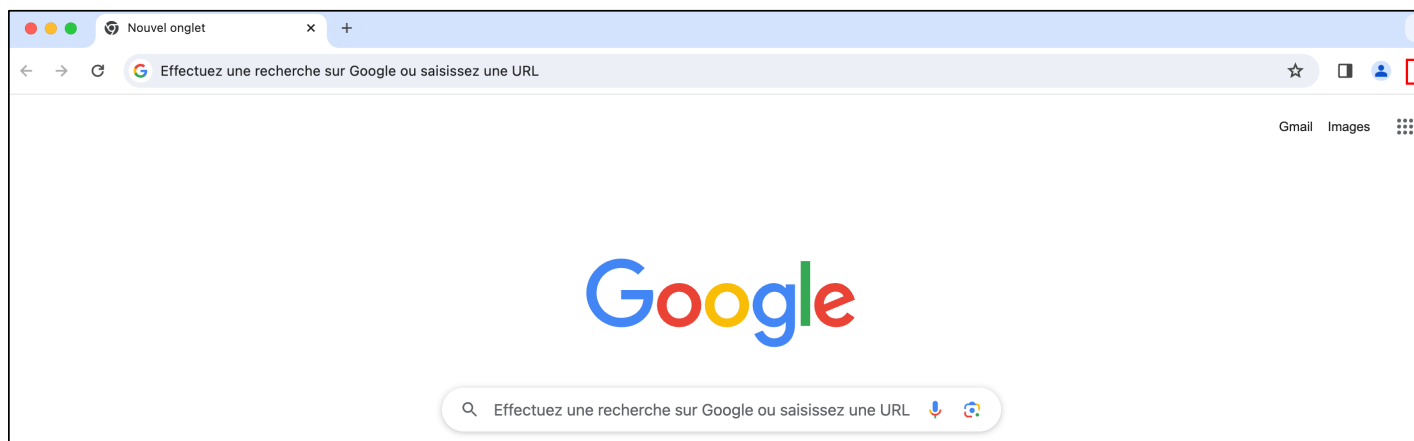 Nouvel onglet
Effectuez une recherche sur Google ou saisissez une URL
Gmail Images
Google
Effectuez une recherche sur Google ou saisissez une URL